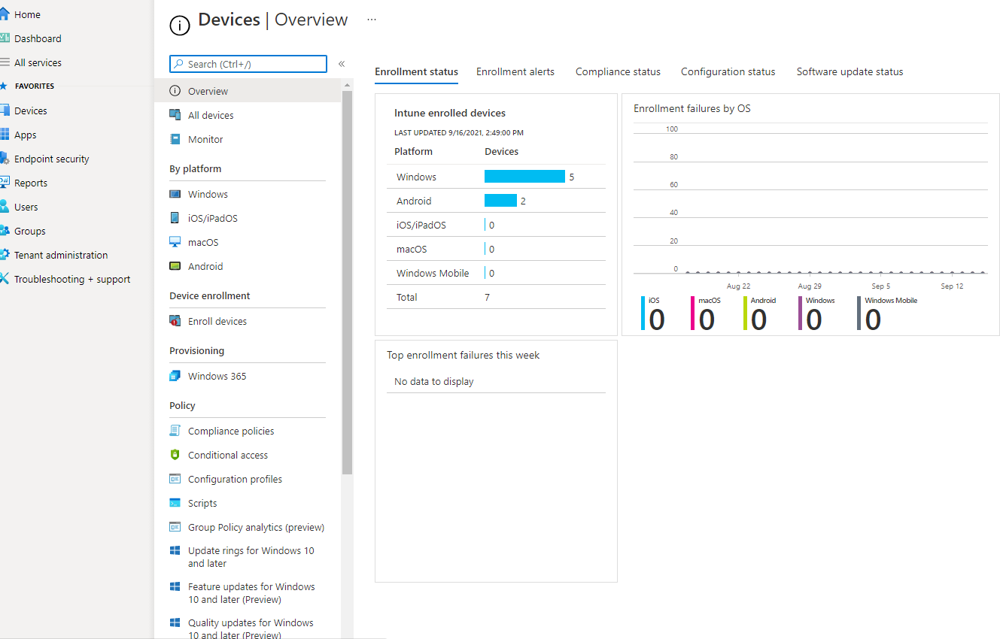 Home
Dashboard
All services
FAVORITES
Devices
Apps
Endpoint security
Reports
Users
Groups
Tenant administration
Troubleshooting + support
Devices | Overview ...
Search (Ctrl+/) «
Overview
All devices
Monitor
By platform
Windows
iOS/iPadOS
macOS
Android
Device enrollment
Enroll devices
Provisioning
Windows 365
Policy
Compliance policies
Conditional access
Configuration profiles
Scripts
Group Policy analytics (preview)
Update rings for Windows 10
and later
Feature updates for Windows
10 and later (Preview)
Quality updates for Windows
10 and later (Preview)
Enrollment status Enrollment alerts Compliance status Configuration status Software update status
Intune enrolled devices
LAST UPDATED 9/16/2021, 2:49:00 PM
Platform Devices
Windows 5
Android 2
iOS/iPadOS 0
macOS 0
Windows Mobile 0
Total 7
Enrollment failures by OS
100
80
60
40
20
0
Aug 22 Aug 29 Sep 5 Sep 12
iOS macOS Android Windows Windows Mobile
0 0 0 0 0
Top enrollment failures this week
No data to display